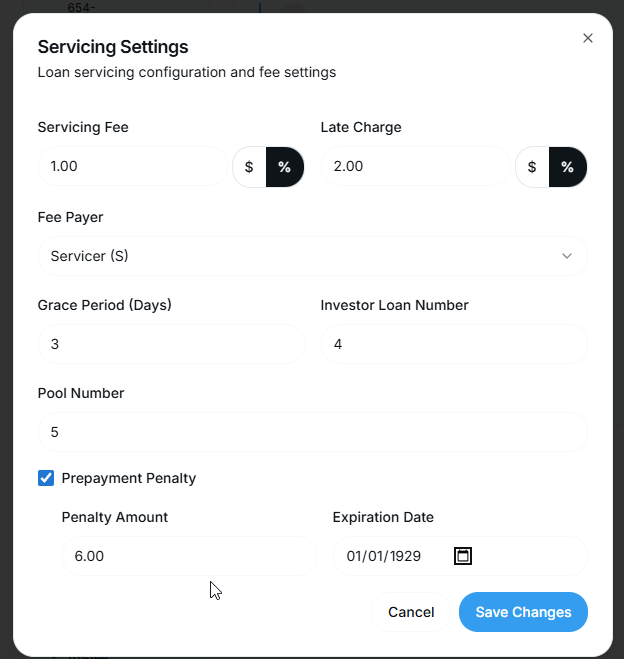 654-
Servicing Settings
Loan servicing configuration and fee settings
Servicing Fee
Late Charge
1.00 $ %
2.00 $ %
Fee Payer
Servicer (S)
Grace Period (Days)
Investor Loan Number
3
4
Pool Number
5
Prepayment Penalty
Penalty Amount
Expiration Date
6.00
01/01/1929
Cancel
Save Changes